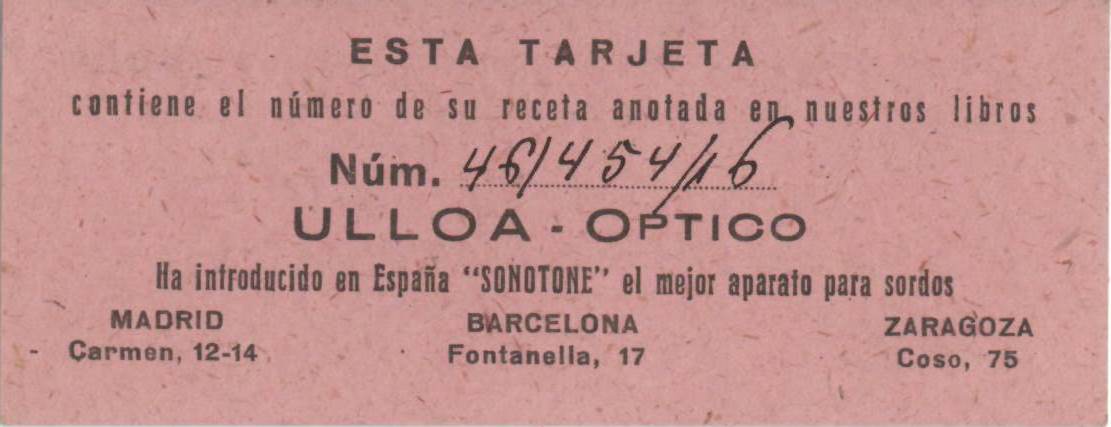 ESTA TARJETA
contiene el número de su receta anotada en nuestros libros
Núm. 46/454/16
ULLOA - OPTICO
Ha introducido en España "SONOTONE" el mejor aparato para sordos
MADRID
Carmen, 12-14
BARCELONA
Fontanella, 17
ZARAGOZA
Coso, 75